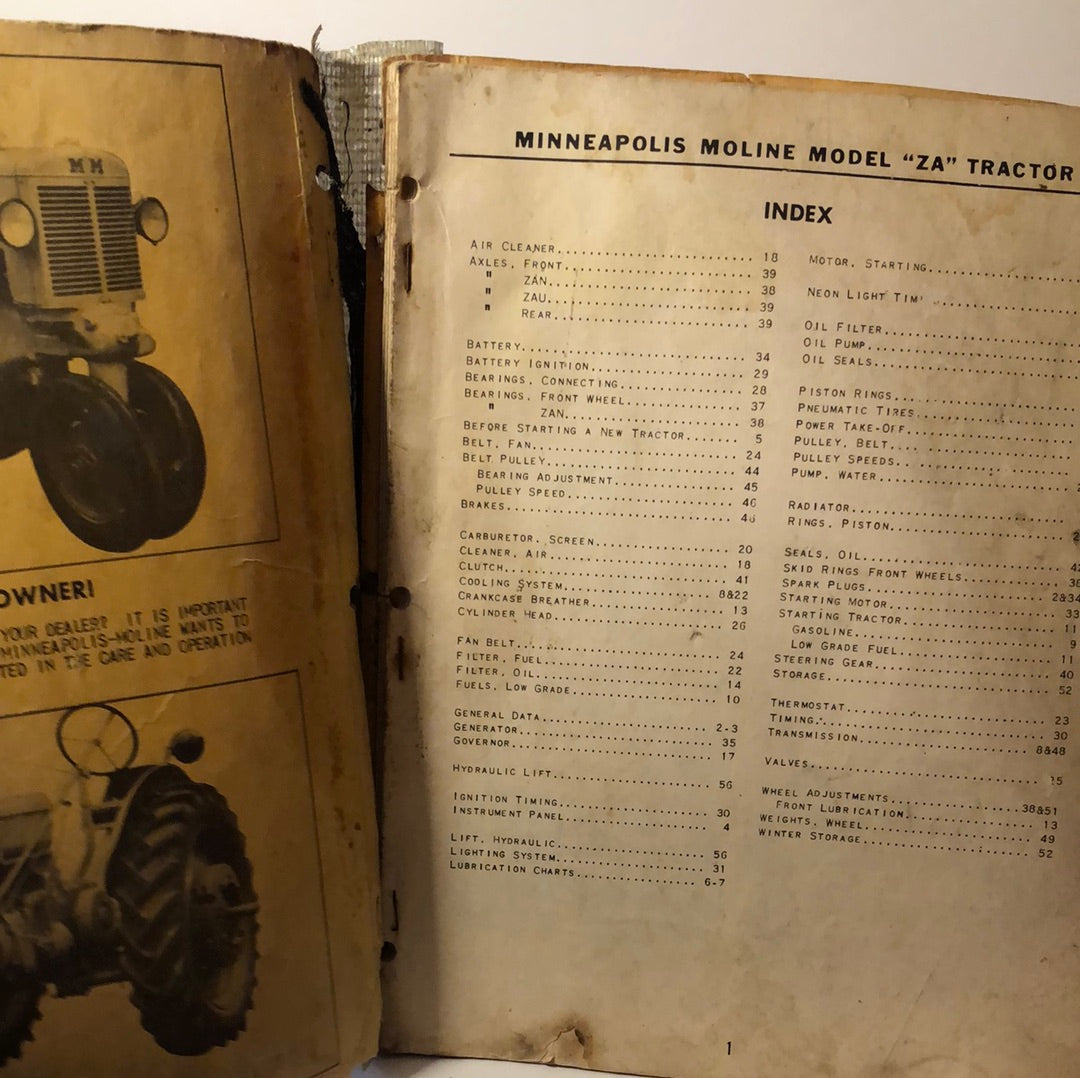 MM
OWNER!
YOUR DEALER? IT IS IMPORTANT
MINNEAPOLIS-MOLINE WANTS TO
TED IN THE CARE AND OPERATION
MINNEAPOLIS MOLINE MODEL "ZA" TRACTOR
INDEX
AIR CLEANER 18
AXLES, FRONT 39
" ZAN 38
" ZAU 39
" REAR 39
BATTERY 34
BATTERY IGNITION 29
BEARINGS, CONNECTING 28
BEARINGS, FRONT WHEEL 37
" ZAN 38
BEFORE STARTING A NEW TRACTOR 5
BELT, FAN 24
BELT PULLEY 44
BEARING ADJUSTMENT 45
PULLEY SPEED 46
BRAKES
CARBURETOR, SCREEN 20
CLEANER, AIR 18
CLUTCH 41
COOLING SYSTEM 8&22
CRANKCASE BREATHER 13
CYLINDER HEAD 26
FAN BELT 24
FILTER, FUEL 22
FILTER, OIL 14
FUELS, LOW GRADE 10
GENERAL DATA 2-3
GENERATOR 35
GOVERNOR 17
HYDRAULIC LIFT 56
IGNITION TIMING 30
INSTRUMENT PANEL 4
LIFT, HYDRAULIC 56
LIGHTING SYSTEM 31
LUBRICATION CHARTS 6-7
MOTOR, STARTING
NEON LIGHT TIM
OIL FILTER
OIL PUMP
OIL SEALS
PISTON RINGS
PNEUMATIC TIRES
POWER TAKE-OFF
PULLEY, BELT
PULLEY SPEEDS
PUMP, WATER
RADIATOR
RINGS, PISTON
SEALS, OIL
SKID RINGS FRONT WHEELS
SPARK PLUGS 2&34
STARTING MOTOR 33
STARTING TRACTOR 11
GASOLINE 9
LOW GRADE FUEL 11
STEERING GEAR 40
STORAGE 52
THERMOSTAT 23
TIMING 30
TRANSMISSION 8&48
VALVES
WHEEL ADJUSTMENTS 38&51
FRONT LUBRICATION 13
WEIGHTS, WHEEL 49
WINTER STORAGE 52
1